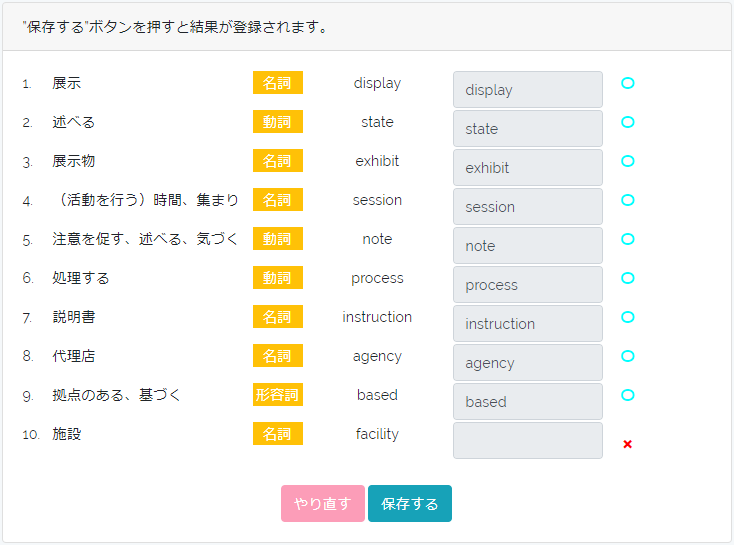 "保存する"ボタンを押すと結果が登録されます。
1. 展示 名詞 display display
2. 述べる 動詞 state state
3. 展示物 名詞 exhibit exhibit
4. （活動を行う）時間、集まり 名詞 session session
5. 注意を促す、述べる、気づく 動詞 note note
6. 処理する 動詞 process process
7. 説明書 名詞 instruction instruction
8. 代理店 名詞 agency agency
9. 拠点のある、基づく 形容詞 based based
10. 施設 名詞 facility
やり直す 保存する